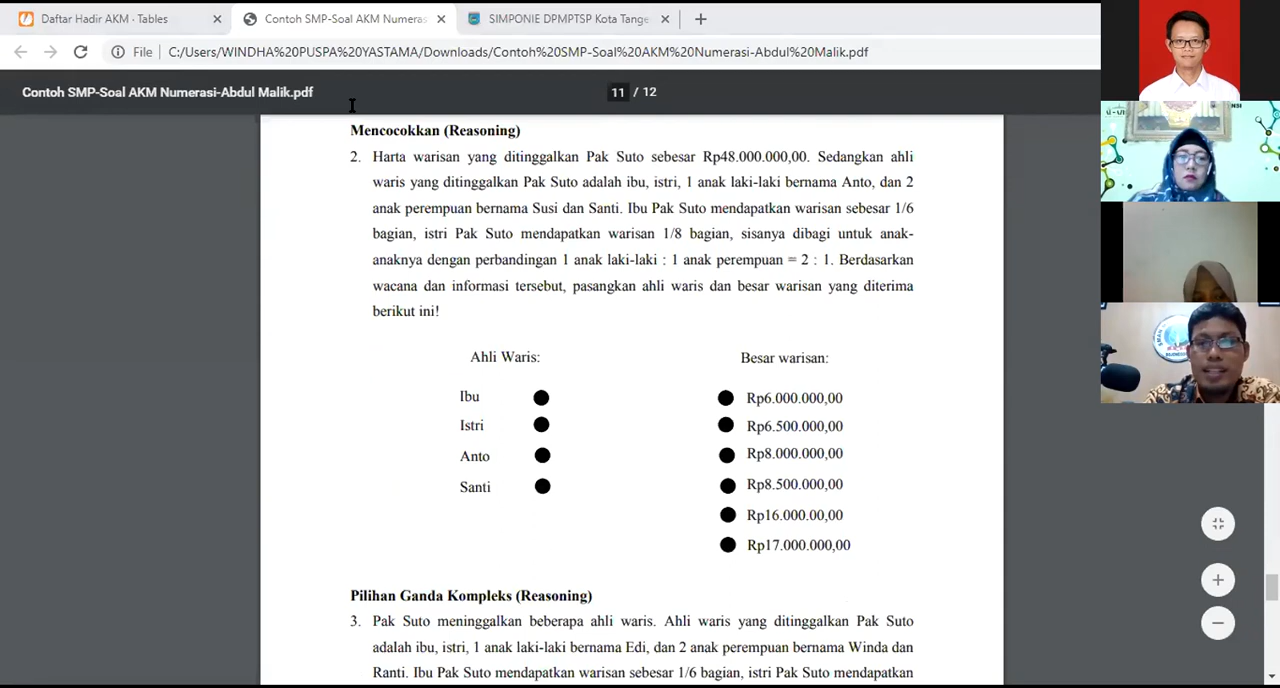 Daftar Hadir AKM · Tables
Contoh SMP-Soal AKM Numeras
SIMPONIE DPMPTSP Kota Tange
File
C:/Users/WINDHA%20PUSPA%20YASTAMA/Downloads/Contoh%20SMP-Soal%20AKM%20Numerasi-Abdul%20Malik.pdf
Contoh SMP-Soal AKM Numerasi-Abdul Malik.pdf
11 / 12
Mencocokkan (Reasoning)
2. Harta warisan yang ditinggalkan Pak Suto sebesar Rp48.000.000,00. Sedangkan ahli
waris yang ditinggalkan Pak Suto adalah ibu, istri, 1 anak laki-laki bernama Anto, dan 2
anak perempuan bernama Susi dan Santi. Ibu Pak Suto mendapatkan warisan sebesar 1/6
bagian, istri Pak Suto mendapatkan warisan 1/8 bagian, sisanya dibagi untuk anak-
anaknya dengan perbandingan 1 anak laki-laki : 1 anak perempuan = 2 : 1. Berdasarkan
wacana dan informasi tersebut, pasangkan ahli waris dan besar warisan yang diterima
berikut ini!
Ahli Waris: Besar warisan:
Ibu Rp6.000.000,00
Istri Rp6.500.000,00
Anto Rp8.000.000,00
Santi Rp8.500.000,00
Rp16.000.00,00
Rp17.000.000,00
Pilihan Ganda Kompleks (Reasoning)
3. Pak Suto meninggalkan beberapa ahli waris. Ahli waris yang ditinggalkan Pak Suto
adalah ibu, istri, 1 anak laki-laki bernama Edi, dan 2 anak perempuan bernama Winda dan
Ranti. Ibu Pak Suto mendapatkan warisan sebesar 1/6 bagian, istri Pak Suto mendapatkan